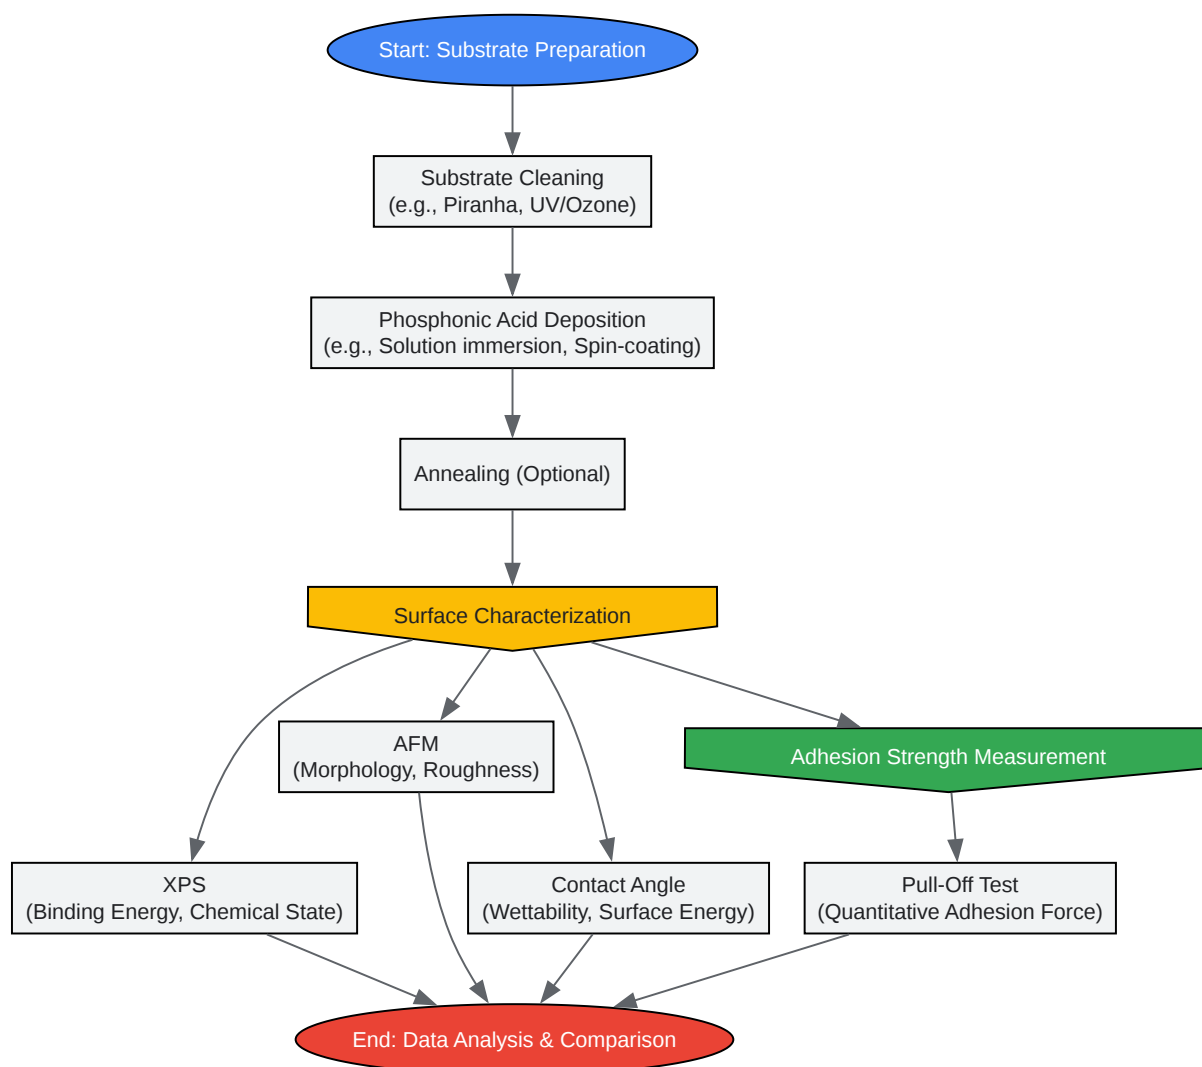 Start: Substrate Preparation
Substrate Cleaning
(e.g., Piranha, UV/Ozone)
Phosphonic Acid Deposition
(e.g., Solution immersion, Spin-coating)
Annealing (Optional)
Surface Characterization
AFM
(Morphology, Roughness)
Adhesion Strength Measurement
XPS
(Binding Energy, Chemical State)
Contact Angle
(Wettability, Surface Energy)
Pull-Off Test
(Quantitative Adhesion Force)
End: Data Analysis & Comparison